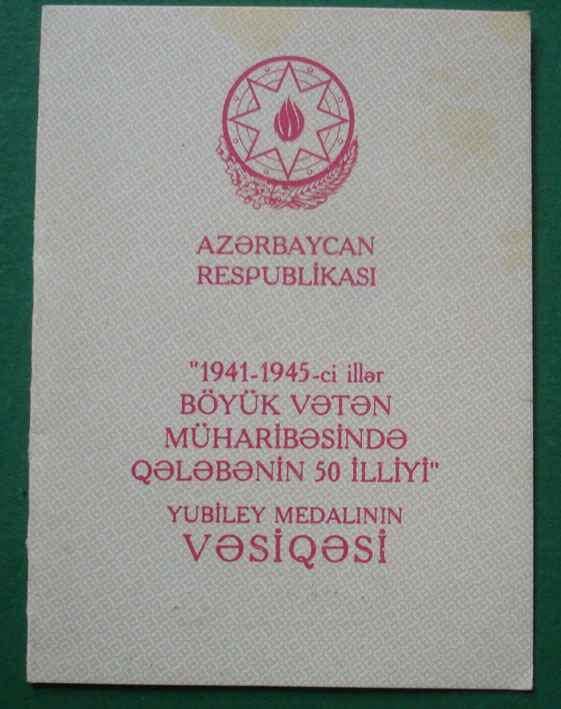 AZƏRBAYCAN
RESPUBLİKASI
"1941-1945-ci illər
BÖYÜK VƏTƏN
MÜHARİBƏSİNDƏ
QƏLƏBƏNİN 50 İLLİYİ"
YUBİLEY MEDALININ
VƏSİQƏSİ